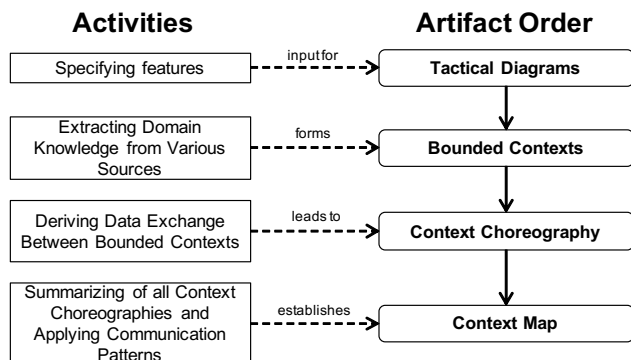 Activities
Artifact Order
Specifying features
input for
Tactical Diagrams
Extracting Domain
Knowledge from Various
Sources
forms
Bounded Contexts
Deriving Data Exchange
Between Bounded Contexts
leads to
Context Choreography
Summarizing of all Context
Choreographies and
Applying Communication
Patterns
establishes
Context Map